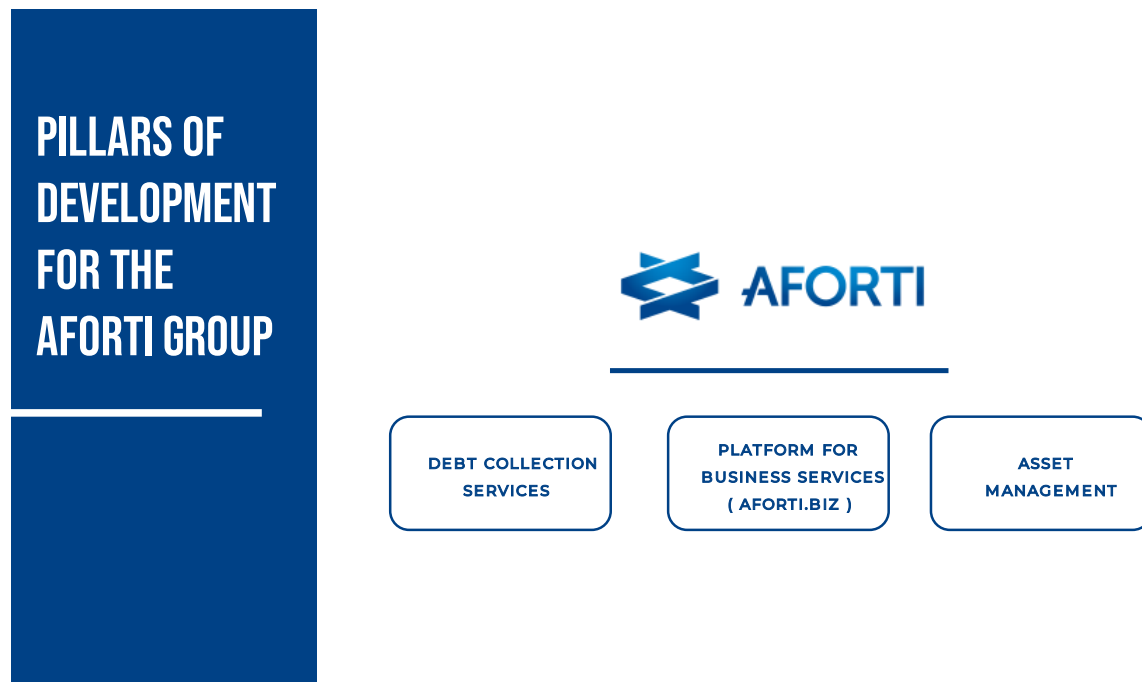 PILLARS OF
DEVELOPMENT
FOR THE
AFORTI GROUP
AFORTI
DEBT COLLECTION
SERVICES
PLATFORM FOR
BUSINESS SERVICES
( AFORTI.BIZ )
ASSET
MANAGEMENT